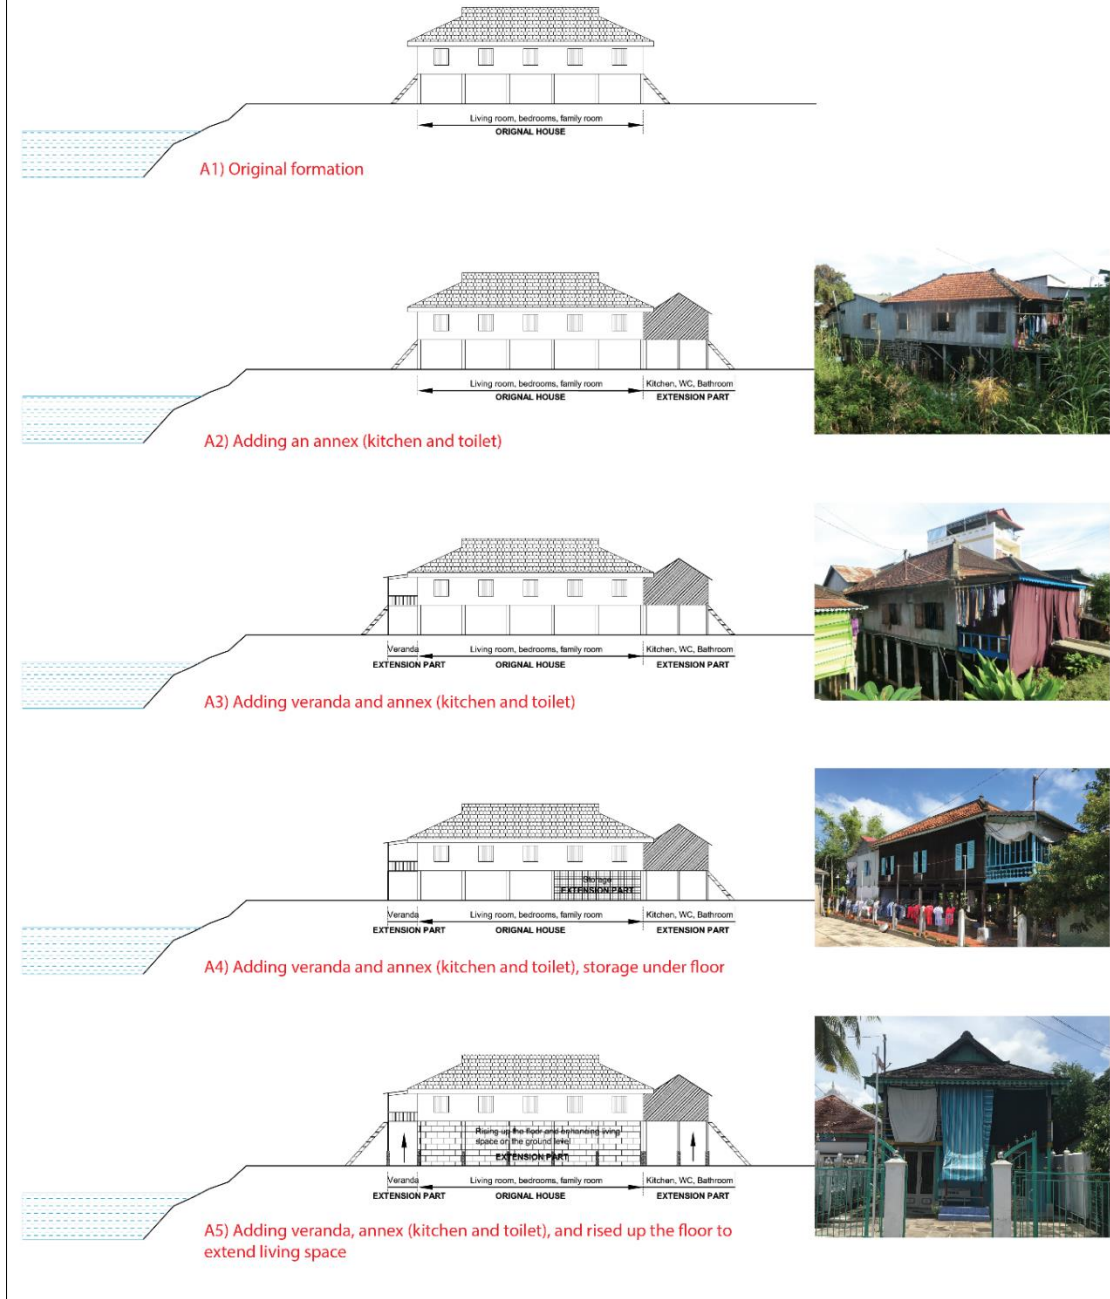 Living room, bedrooms, family room
ORIGNAL HOUSE
A1) Original formation
Living room, bedrooms, family room
Kitchen, WC, Bathroom
ORIGNAL HOUSE
EXTENSION PART
A2) Adding an annex (kitchen and toilet)
Veranda
Living room, bedrooms, family room
Kitchen, WC, Bathroom
EXTENSION PART
ORIGNAL HOUSE
EXTENSION PART
A3) Adding veranda and annex (kitchen and toilet)
Storage
EXTENSION PART
Veranda
Living room, bedrooms, family room
Kitchen, WC, Bathroom
EXTENSION PART
ORIGNAL HOUSE
EXTENSION PART
A4) Adding veranda and annex (kitchen and toilet), storage under floor
Rising up the floor and enhancing living
space on the ground level
EXTENSION PART
Veranda
Living room, bedrooms, family room
Kitchen, WC, Bathroom
EXTENSION PART
ORIGNAL HOUSE
EXTENSION PART
A5) Adding veranda, annex (kitchen and toilet), and rised up the floor to
extend living space